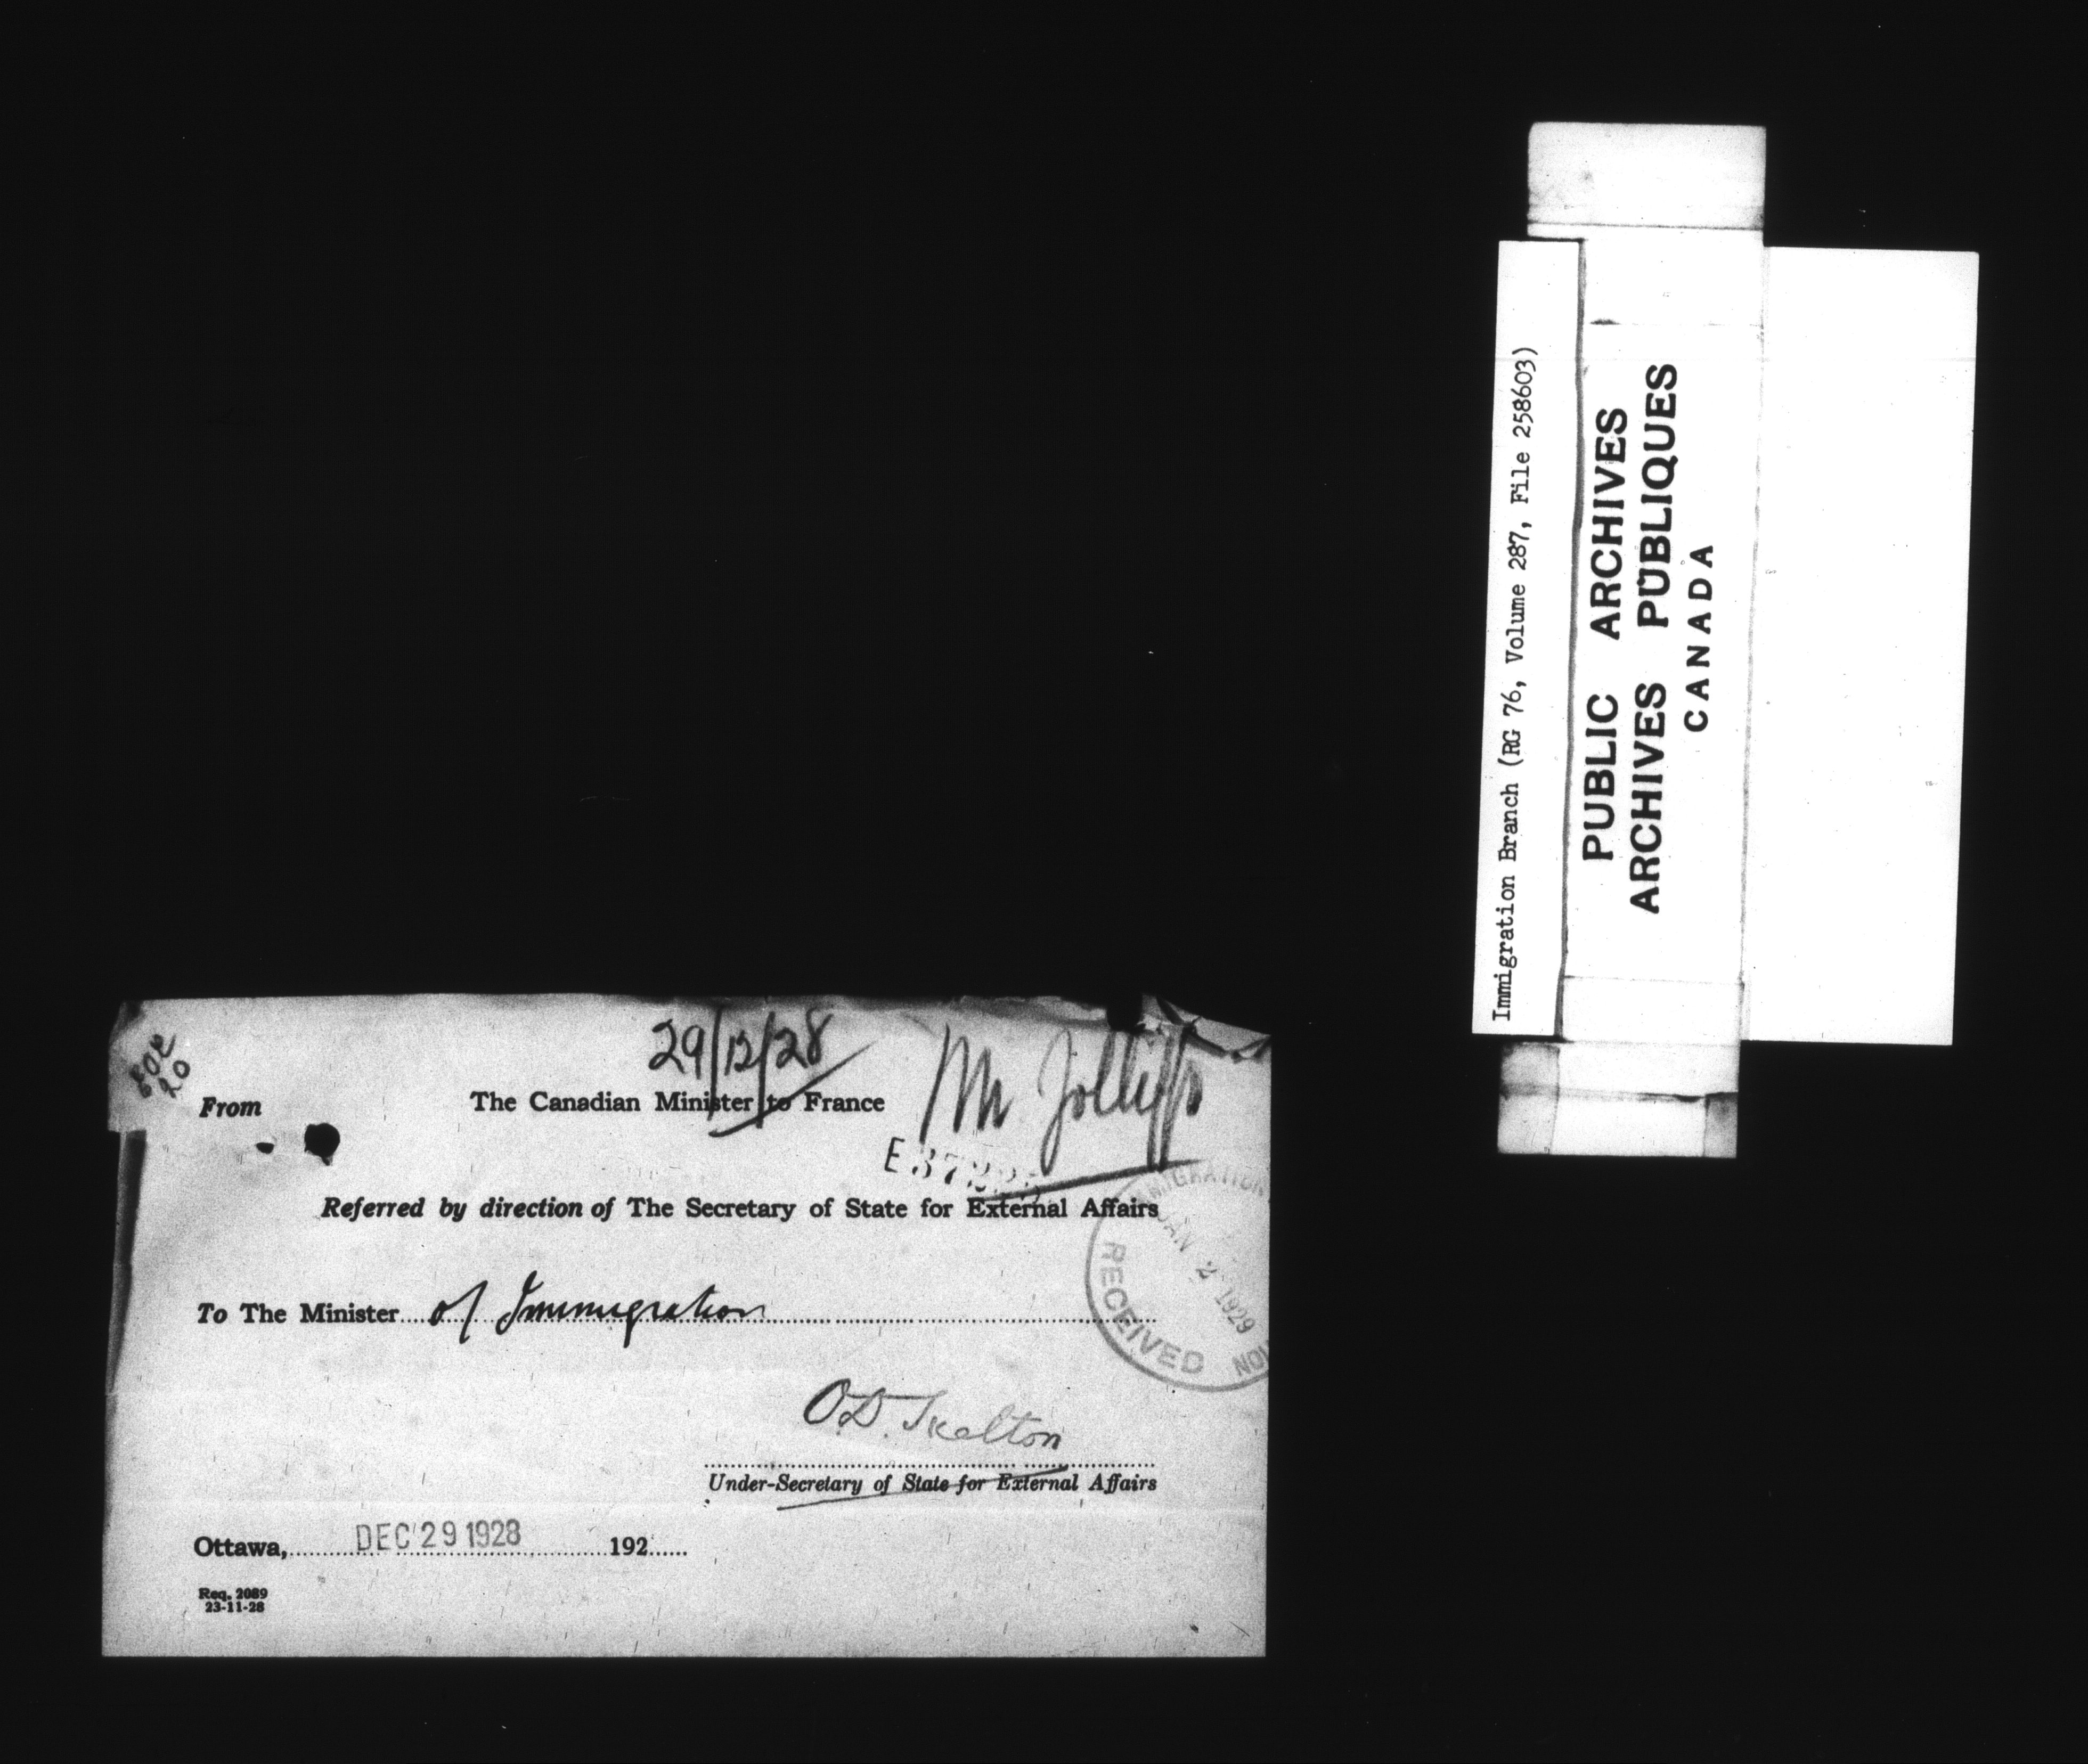 29/12/28
Mr Jolliffe
From The Canadian Minister to France
Referred by direction of The Secretary of State for External Affairs
IMMIGRATION
JAN 2 1929
RECEIVED
To The Minister of Immigration
O.D. Skelton
Under-Secretary of State for External Affairs
Ottawa, DEC 29 1928 192
Req. 2089
23-11-28
Immigration Branch (RG 76, Volume 287, File 258603)
PUBLIC ARCHIVES
ARCHIVES PUBLIQUES
CANADA